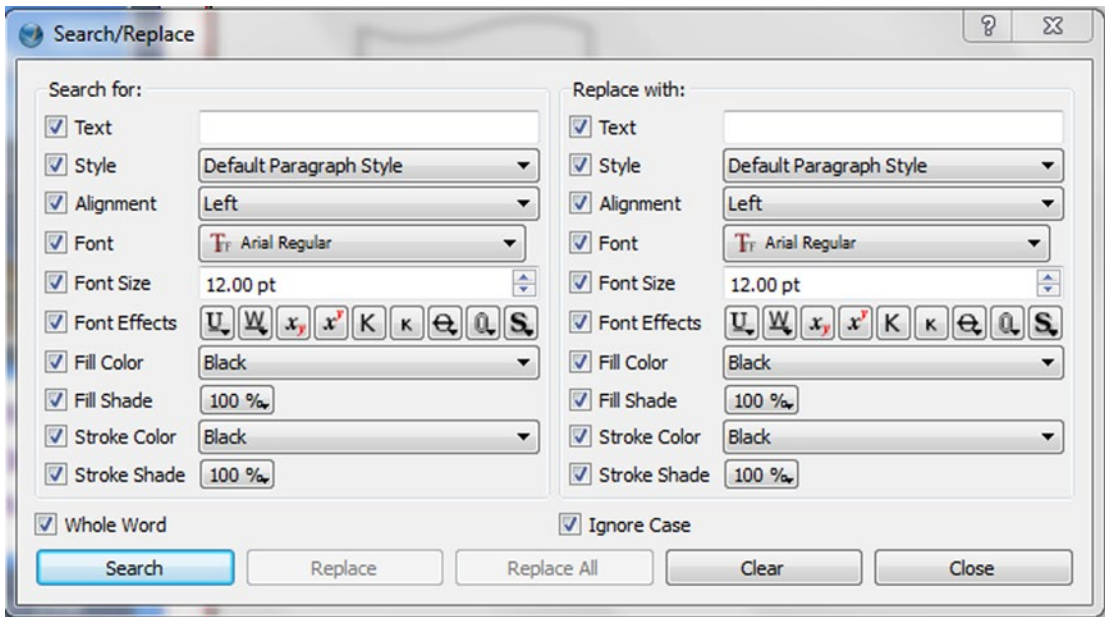 Search/Replace
Search for:
Text
Style Default Paragraph Style
Alignment Left
Font Arial Regular
Font Size 12.00 pt
Font Effects U W x y x y K K O O S
Fill Color Black
Fill Shade 100 %
Stroke Color Black
Stroke Shade 100 %
Replace with:
Text
Style Default Paragraph Style
Alignment Left
Font Arial Regular
Font Size 12.00 pt
Font Effects U W x y x y K K O O S
Fill Color Black
Fill Shade 100 %
Stroke Color Black
Stroke Shade 100 %
Whole Word Ignore Case
Search Replace Replace All Clear Close